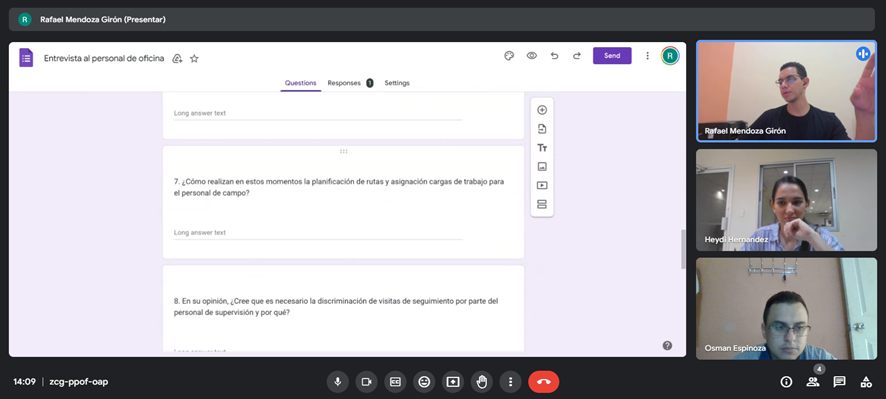 R Rafael Mendoza Girón (Presentar)
Entrevista al personal de oficina
Send
R
Questions Responses 1 Settings
Long answer text
7. ¿Cómo realizan en estos momentos la planificación de rutas y asignación cargas de trabajo para
el personal de campo?
Long answer text
8. En su opinión, ¿Cree que es necesario la discriminación de visitas de seguimiento por parte del
personal de supervisión y por qué?
Tт
Rafael Mendoza Girón
Heydi Hernandez
Osman Espinoza
14:09 | zcg-ppof-oap
CC
4